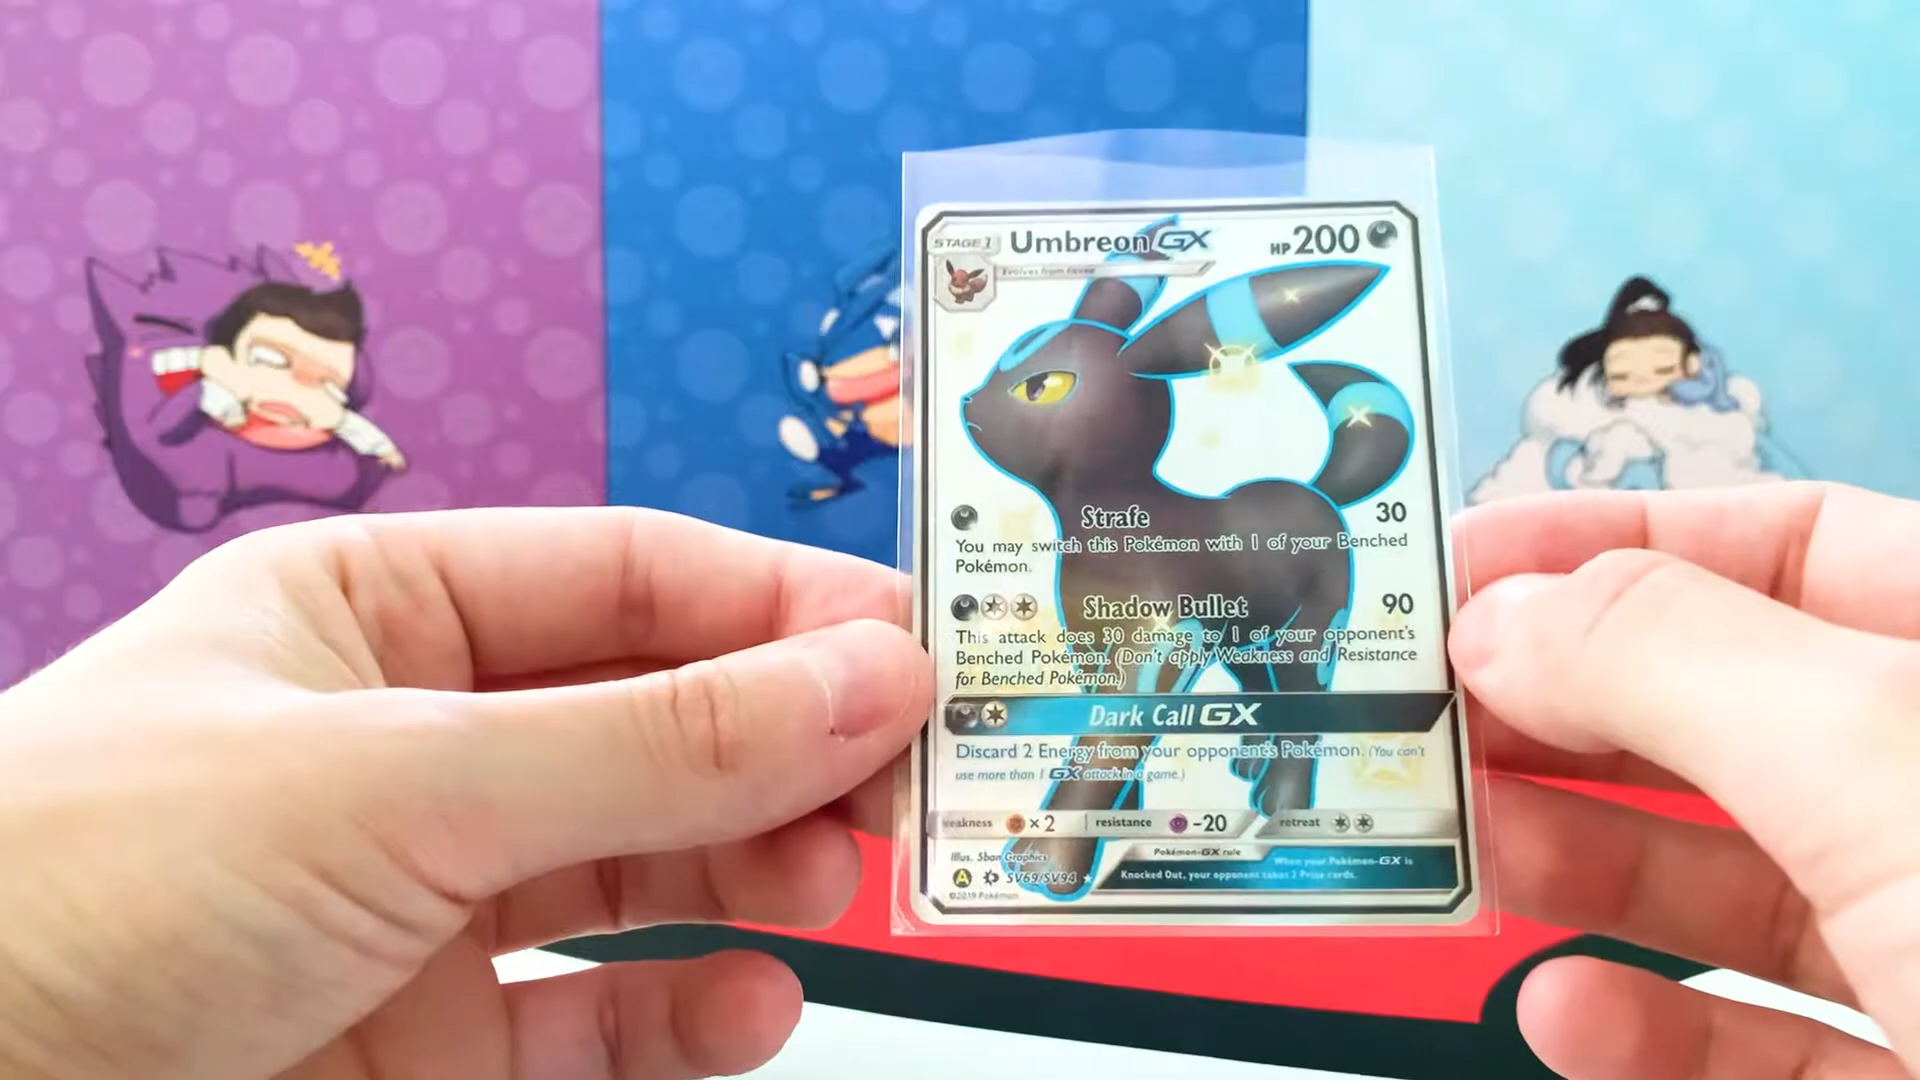 STAGE 1 Umbreon GX HP 200
Evolves from Eevee
Strafe 30
You may switch this Pokémon with 1 of your Benched
Pokémon.
Shadow Bullet 90
This attack does 30 damage to 1 of your opponent's
Benched Pokémon. (Don't apply Weakness and Resistance
for Benched Pokémon.)
Dark Call GX
Discard 2 Energy from your opponent's Pokémon. (You can't
use more than 1 GX attack in a game.)
weakness × 2 resistance -20 retreat
Illus. 5ban Graphics
Pokémon-GX rule
When your Pokémon-GX is
Knocked Out, your opponent takes 2 Prize cards.
A SV69/SV94
©2019 Pokémon